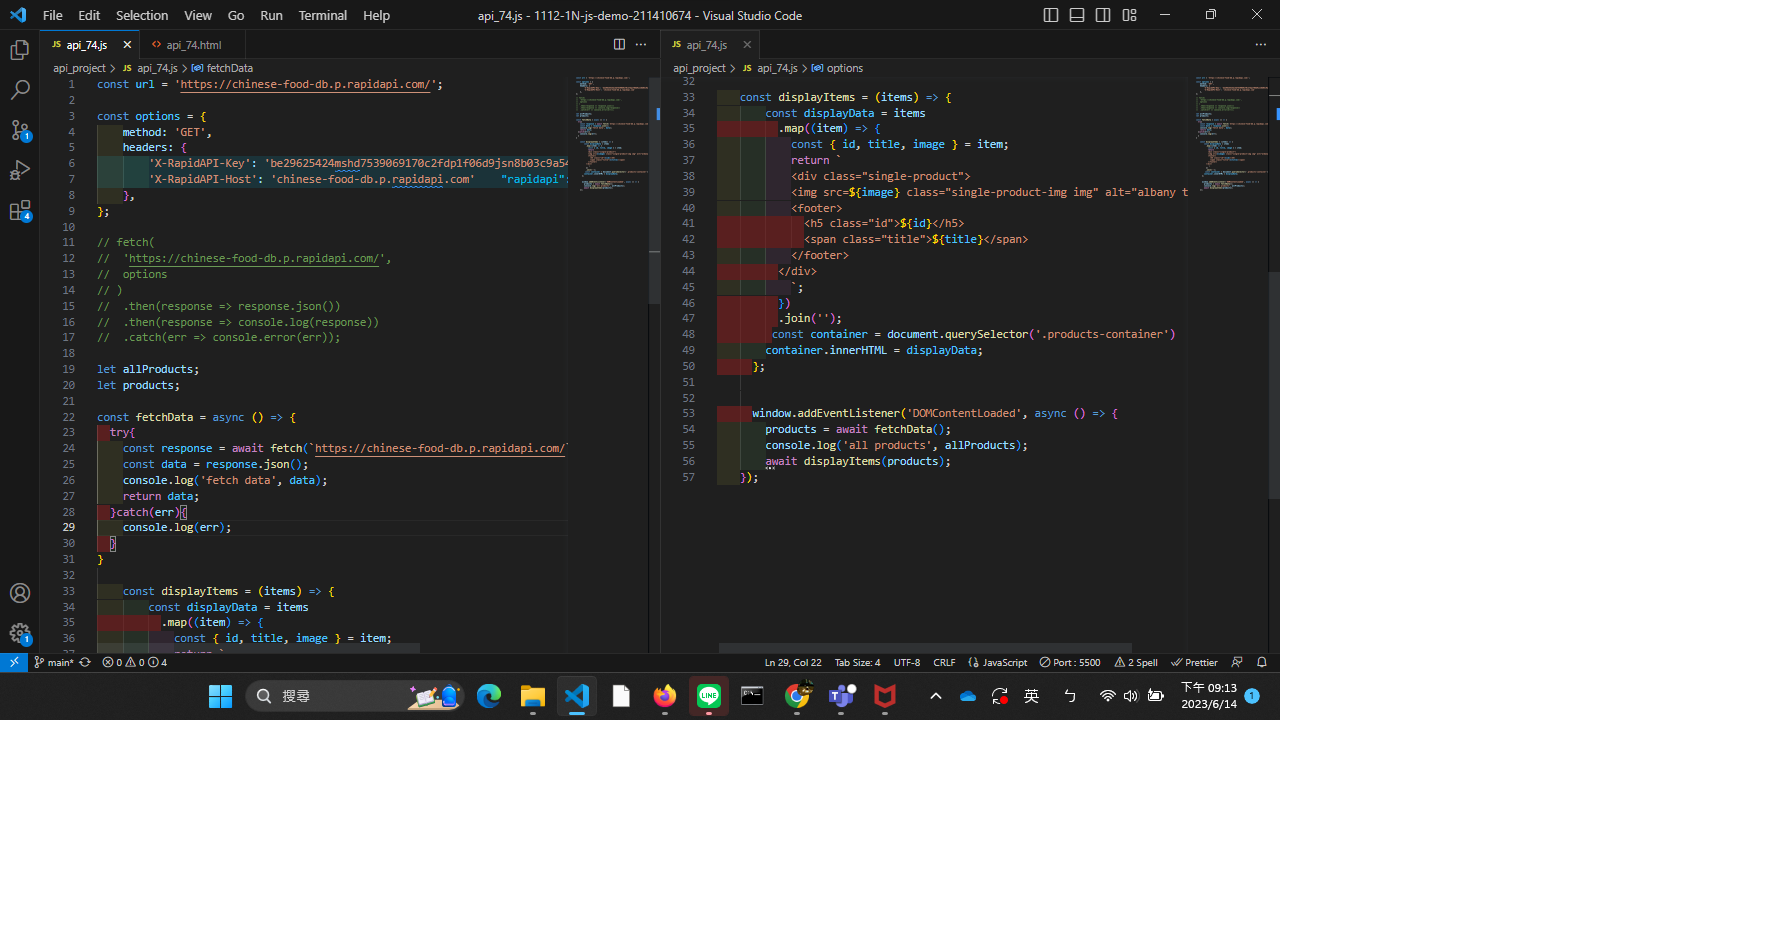 File Edit Selection View Go Run Terminal Help
api_74.js - 1112-1N-js-demo-211410674 - Visual Studio Code
JS api_74.js
<> api_74.html
api_project > JS api_74.js > fetchData
1 const url = 'https://chinese-food-db.p.rapidapi.com/';
2
3 const options = {
4 method: 'GET',
5 headers: {
6 'X-RapidAPI-Key': 'be29625424mshd7539069170c2fdp1f06d9jsn8b03c9a54
7 'X-RapidAPI-Host': 'chinese-food-db.p.rapidapi.com' "rapidapi":
8 },
9 };
10
11 // fetch(
12 // 'https://chinese-food-db.p.rapidapi.com/',
13 // options
14 // )
15 // .then(response => response.json())
16 // .then(response => console.log(response))
17 // .catch(err => console.error(err));
18
19 let allProducts;
20 let products;
21
22 const fetchData = async () => {
23 try{
24 const response = await fetch(`https://chinese-food-db.p.rapidapi.com/`
25 const data = response.json();
26 console.log('fetch data', data);
27 return data;
28 }catch(err){
29 console.log(err);
30 }
31 }
32
33 const displayItems = (items) => {
34 const displayData = items
35 .map((item) => {
36 const { id, title, image } = item;
37 return `
JS api_74.js
api_project > JS api_74.js > options
32
33 const displayItems = (items) => {
34 const displayData = items
35 .map((item) => {
36 const { id, title, image } = item;
37 return `
38 <div class="single-product">
39 <img src=${image} class="single-product-img img" alt="albany t
40 <footer>
41 <h5 class="id">${id}</h5>
42 <span class="title">${title}</span>
43 </footer>
44 </div>
45 `;
46 })
47 .join('');
48 const container = document.querySelector('.products-container')
49 container.innerHTML = displayData;
50 };
51
52
53 window.addEventListener('DOMContentLoaded', async () => {
54 products = await fetchData();
55 console.log('all products', allProducts);
56 await displayItems(products);
57 });
1
4
1
main* 0 0 4
Ln 29, Col 22 Tab Size: 4 UTF-8 CRLF JavaScript Port : 5500 2 Spell Prettier
搜尋
LINE
英 ㄅ
下午 09:13
2023/6/14
1